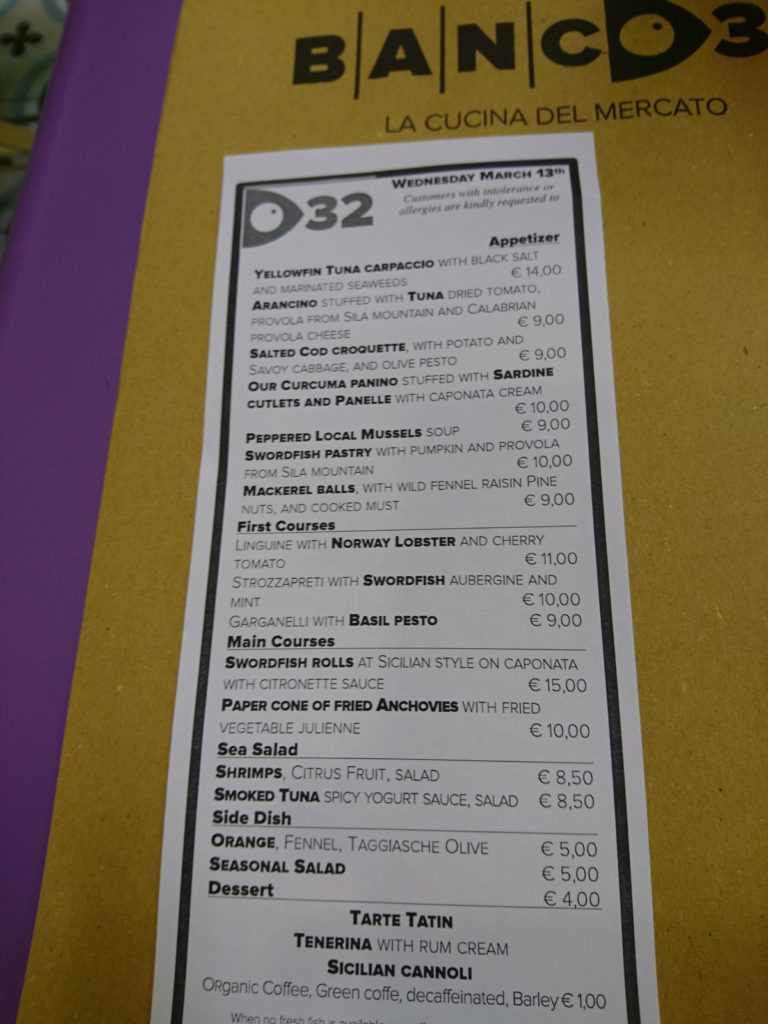 BANCO3
LA CUCINA DEL MERCATO
WEDNESDAY MARCH 13th
Customers with intolerance or
allergies are kindly requested to
32
Appetizer
YELLOWFIN TUNA CARPACCIO WITH BLACK SALT
AND MARINATED SEAWEEDS € 14,00
ARANCINO STUFFED WITH TUNA DRIED TOMATO,
PROVOLA FROM SILA MOUNTAIN AND CALABRIAN
PROVOLA CHEESE € 9,00
SALTED COD CROQUETTE, WITH POTATO AND
SAVOY CABBAGE, AND OLIVE PESTO € 9,00
OUR CURCUMA PANINO STUFFED WITH SARDINE
CUTLETS AND PANELLE WITH CAPONATA CREAM
€ 10,00
PEPPERED LOCAL MUSSELS SOUP € 9,00
SWORDFISH PASTRY WITH PUMPKIN AND PROVOLA
FROM SILA MOUNTAIN € 10,00
MACKEREL BALLS, WITH WILD FENNEL RAISIN PINE
NUTS, AND COOKED MUST € 9,00
First Courses
LINGUINE WITH NORWAY LOBSTER AND CHERRY
TOMATO € 11,00
STROZZAPRETI WITH SWORDFISH AUBERGINE AND
MINT € 10,00
GARGANELLI WITH BASIL PESTO € 9,00
Main Courses
SWORDFISH ROLLS AT SICILIAN STYLE ON CAPONATA
WITH CITRONETTE SAUCE € 15,00
PAPER CONE OF FRIED ANCHOVIES WITH FRIED
VEGETABLE JULIENNE € 10,00
Sea Salad
SHRIMPS, CITRUS FRUIT, SALAD € 8,50
SMOKED TUNA SPICY YOGURT SAUCE, SALAD € 8,50
Side Dish
ORANGE, FENNEL, TAGGIASCHE OLIVE € 5,00
SEASONAL SALAD € 5,00
Dessert € 4,00
TARTE TATIN
TENERINA WITH RUM CREAM
SICILIAN CANNOLI
Organic Coffee, Green coffe, decaffeinated, Barley € 1,00
When no fresh fish is available